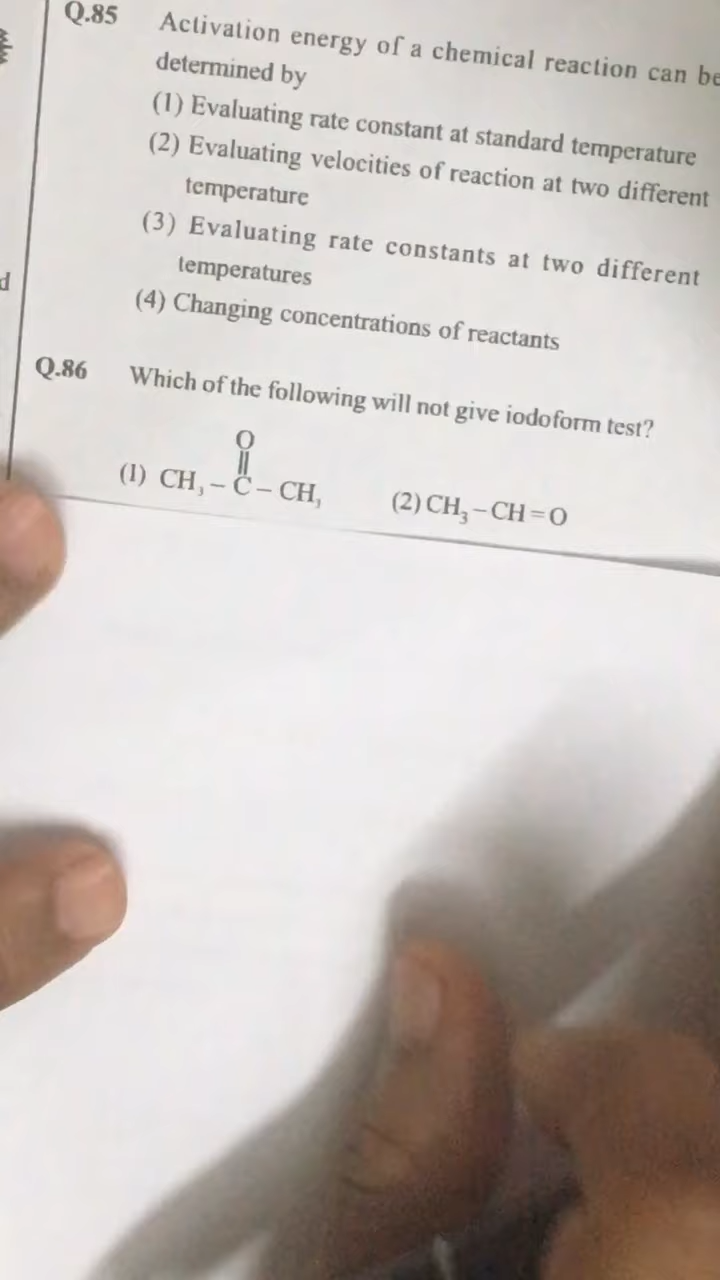 Q.85 Activation energy of a chemical reaction can be
determined by
(1) Evaluating rate constant at standard temperature
(2) Evaluating velocities of reaction at two different
temperature
(3) Evaluating rate constants at two different
temperatures
(4) Changing concentrations of reactants
d
Q.86 Which of the following will not give iodoform test?
O
||
(1) CH₃ – C – CH₃ (2) CH₃ – CH = O